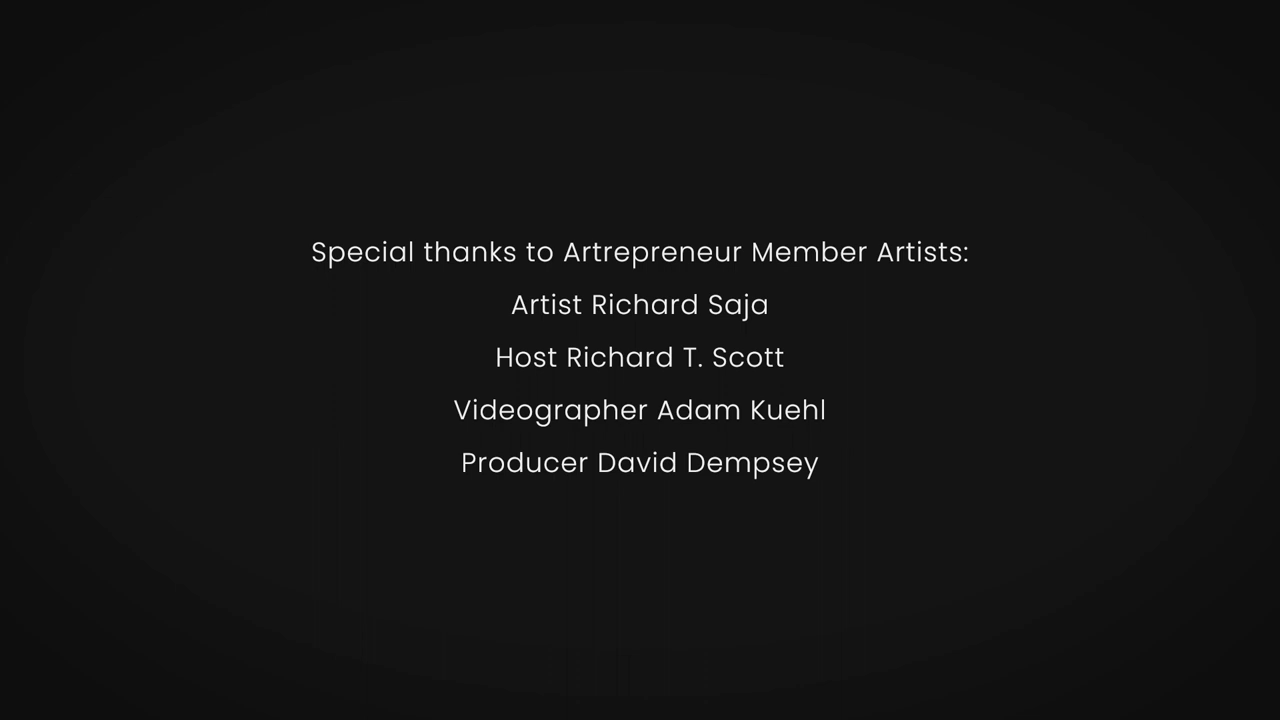 Special thanks to Artrepreneur Member Artists:
Artist Richard Saja
Host Richard T. Scott
Videographer Adam Kuehl
Producer David Dempsey